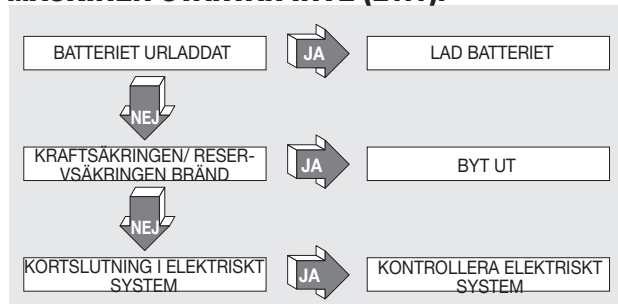 BATTERIET URLADDAT
JA
LAD BATTERIET
NEJ
KRAFTSÄKRINGEN/ RESER-
VSÄKRINGEN BRÄND
JA
BYT UT
NEJ
KORTSLUTNING I ELEKTRISKT
SYSTEM
JA
KONTROLLERA ELEKTRISKT
SYSTEM